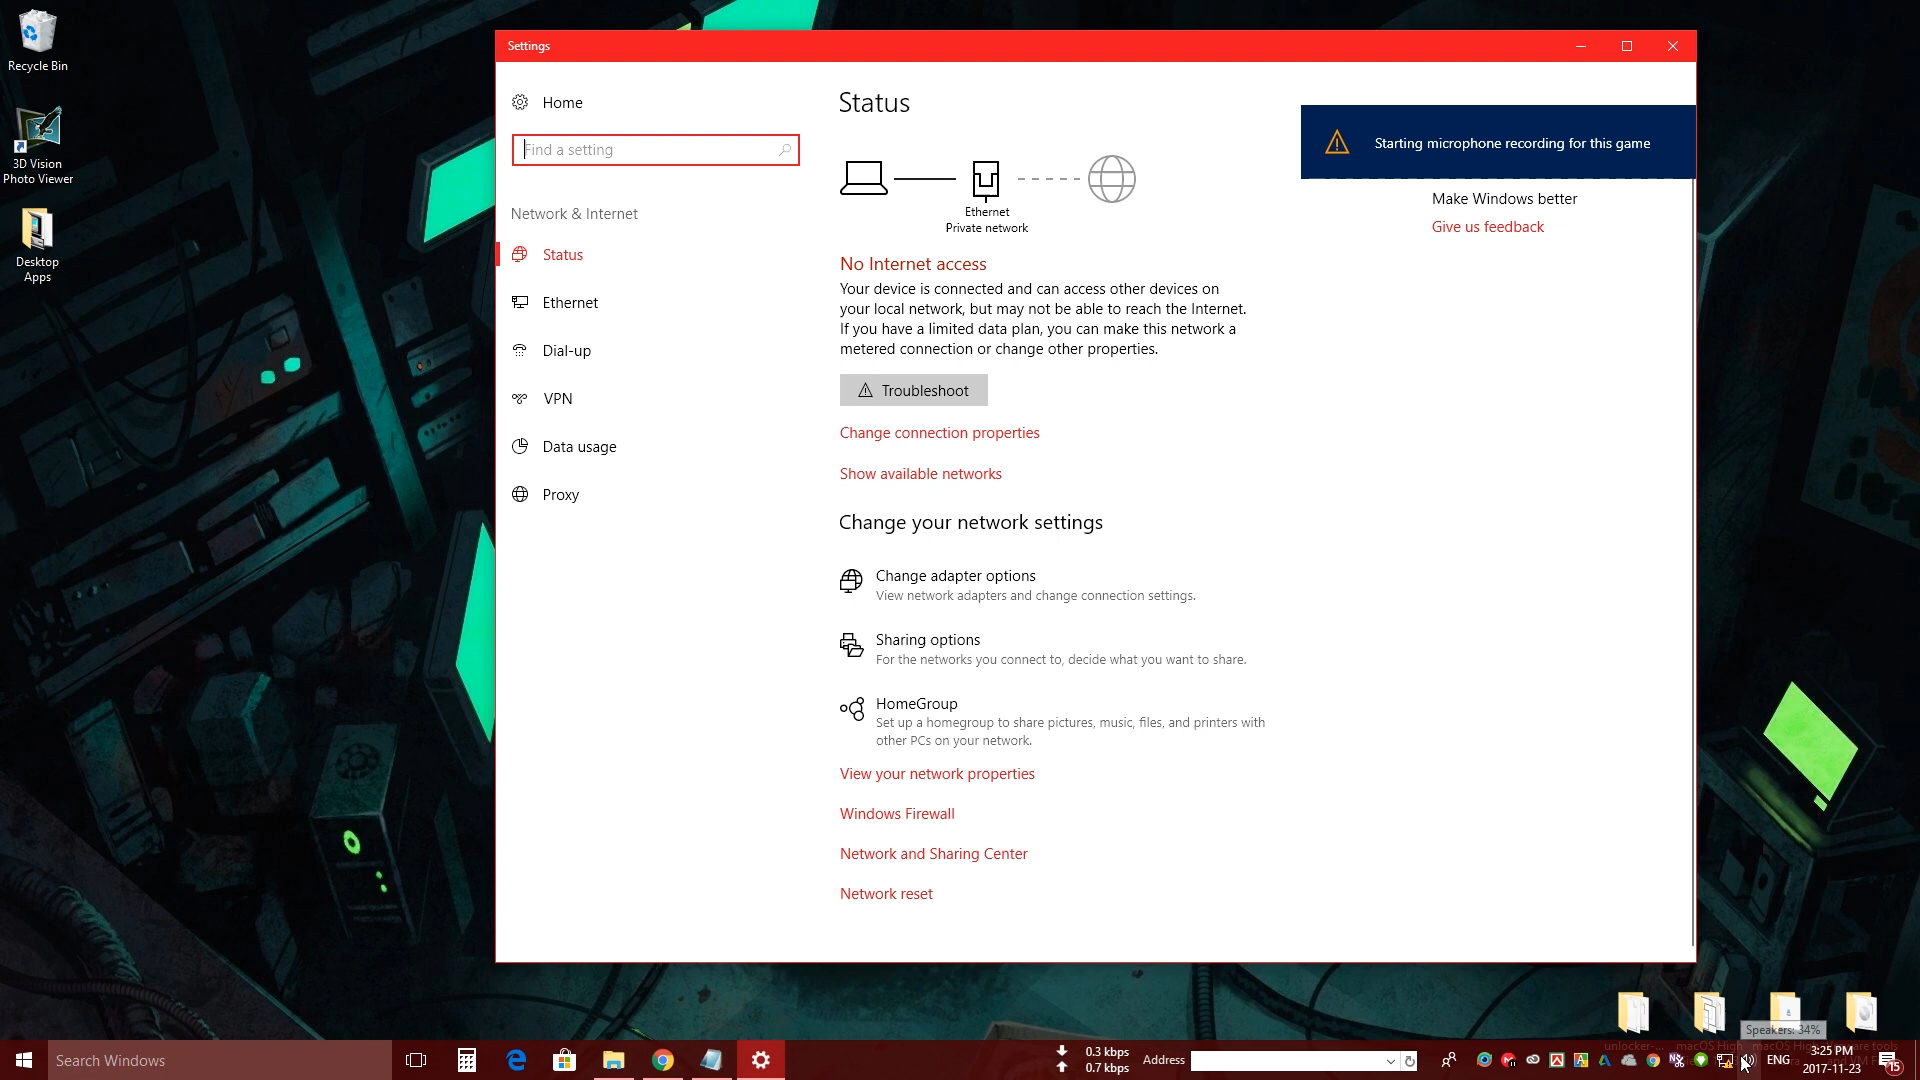 Recycle Bin
3D Vision
Photo Viewer
Desktop
Apps
Settings
Home
Find a setting
Network & Internet
Status
Ethernet
Dial-up
VPN
Data usage
Proxy
Status
Ethernet
Private network
No Internet access
Your device is connected and can access other devices on
your local network, but may not be able to reach the Internet.
If you have a limited data plan, you can make this network a
metered connection or change other properties.
Troubleshoot
Change connection properties
Show available networks
Change your network settings
Change adapter options
View network adapters and change connection settings.
Sharing options
For the networks you connect to, decide what you want to share.
HomeGroup
Set up a homegroup to share pictures, music, files, and printers with
other PCs on your network.
View your network properties
Windows Firewall
Network and Sharing Center
Network reset
Starting microphone recording for this game
Make Windows better
Give us feedback
Speakers: 34%
unlocker-...
macOS High
macOS High
tools
Search Windows
0.3 kbps
0.7 kbps
Address
ENG
3:25 PM
2017-11-23
15